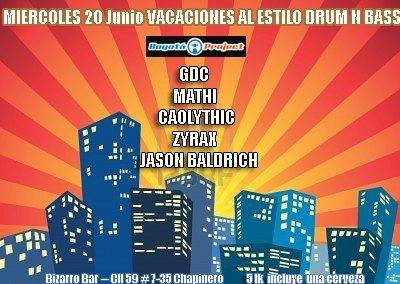 MIERCOLES 20 Junio VACACIONES AL ESTILO DRUM N BASS
Bogotá Project
GDC
MATHI
CAOLYTHIC
ZYRAX
JASON BALDRICH
Bizarro Bar – Cll 59 # 7-35 Chapinero 5 lk incluye una cerveza